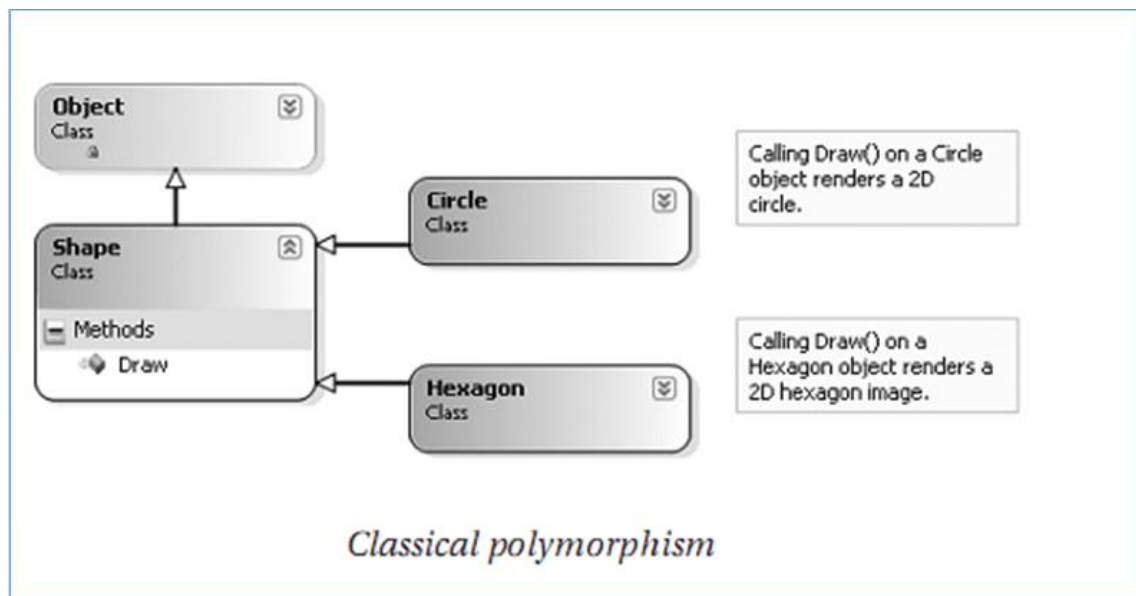 Object
Class
Shape
Class
Methods
Draw
Circle
Class
Hexagon
Class
Calling Draw() on a Circle
object renders a 2D
circle.
Calling Draw() on a
Hexagon object renders a
2D hexagon image.
Classical polymorphism